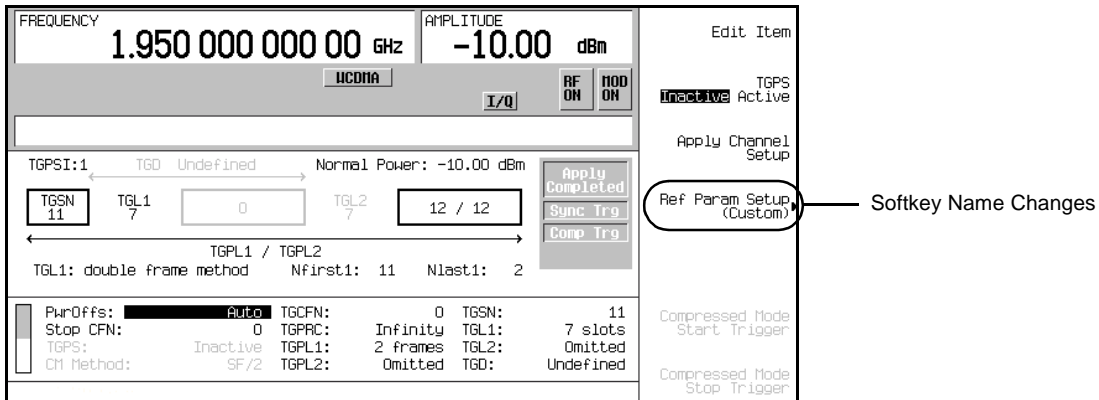 FREQUENCY
1.950 000 000 00 GHz
AMPLITUDE
-10.00 dBm
WCDMA
I/Q
RF ON
MOD ON
TGPSI:1 TGD Undefined Normal Power: -10.00 dBm
TGSN 11
TGL1 7
0
TGL2 7
12 / 12
TGPL1 / TGPL2
TGL1: double frame method Nfirst1: 11 Nlast1: 2
Apply Completed
Sync Trg
Comp Trg
PwrOffs: Auto TGCFN: 0 TGSN: 11
Stop CFN: 0 TGPRC: Infinity TGL1: 7 slots
TGPS: Inactive TGPL1: 2 frames TGL2: Omitted
CM Method: SF/2 TGPL2: Omitted TGD: Undefined
Edit Item
TGPS
Inactive Active
Apply Channel
Setup
Ref Param Setup
(Custom)
Compressed Mode
Start Trigger
Compressed Mode
Stop Trigger
Softkey Name Changes